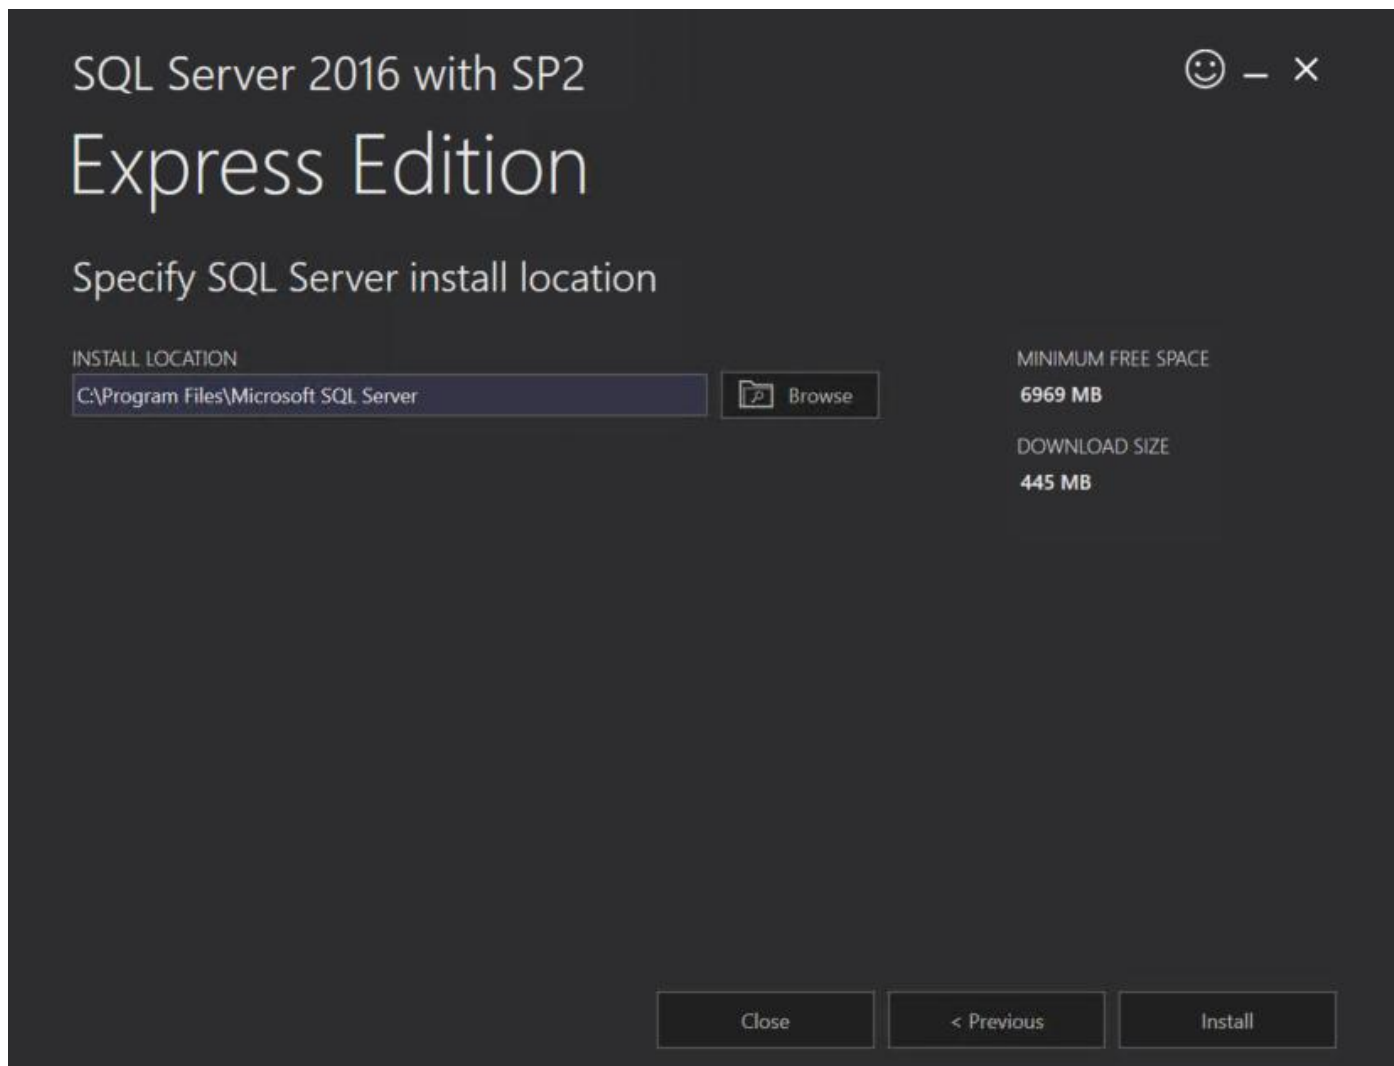 SQL Server 2016 with SP2
Express Edition
Specify SQL Server install location
INSTALL LOCATION
C:\Program Files\Microsoft SQL Server
Browse
MINIMUM FREE SPACE
6969 MB
DOWNLOAD SIZE
445 MB
Close
< Previous
Install